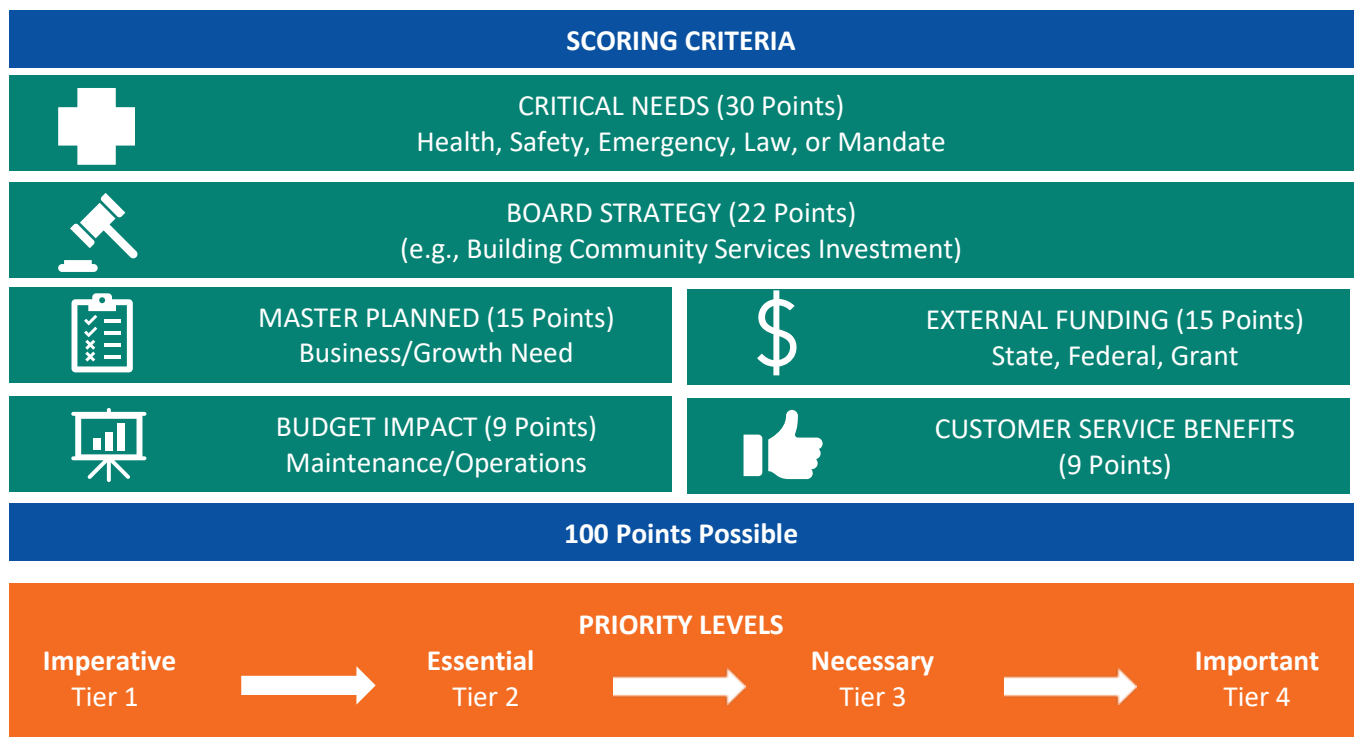 SCORING CRITERIA
CRITICAL NEEDS (30 Points)
Health, Safety, Emergency, Law, or Mandate
BOARD STRATEGY (22 Points)
(e.g., Building Community Services Investment)
MASTER PLANNED (15 Points)
Business/Growth Need
EXTERNAL FUNDING (15 Points)
State, Federal, Grant
BUDGET IMPACT (9 Points)
Maintenance/Operations
CUSTOMER SERVICE BENEFITS
(9 Points)
100 Points Possible
PRIORITY LEVELS
Imperative
Tier 1
Essential
Tier 2
Necessary
Tier 3
Important
Tier 4